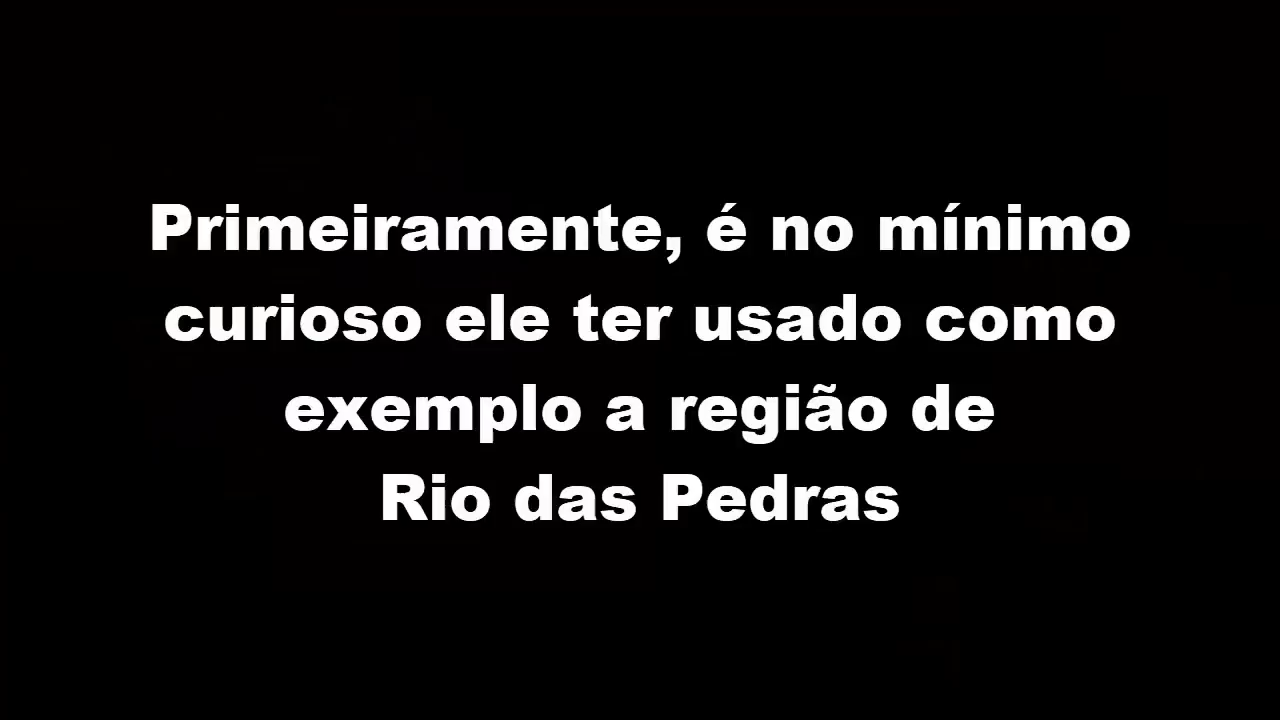 Primeiramente, é no mínimo
curioso ele ter usado como
exemplo a região de
Rio das Pedras